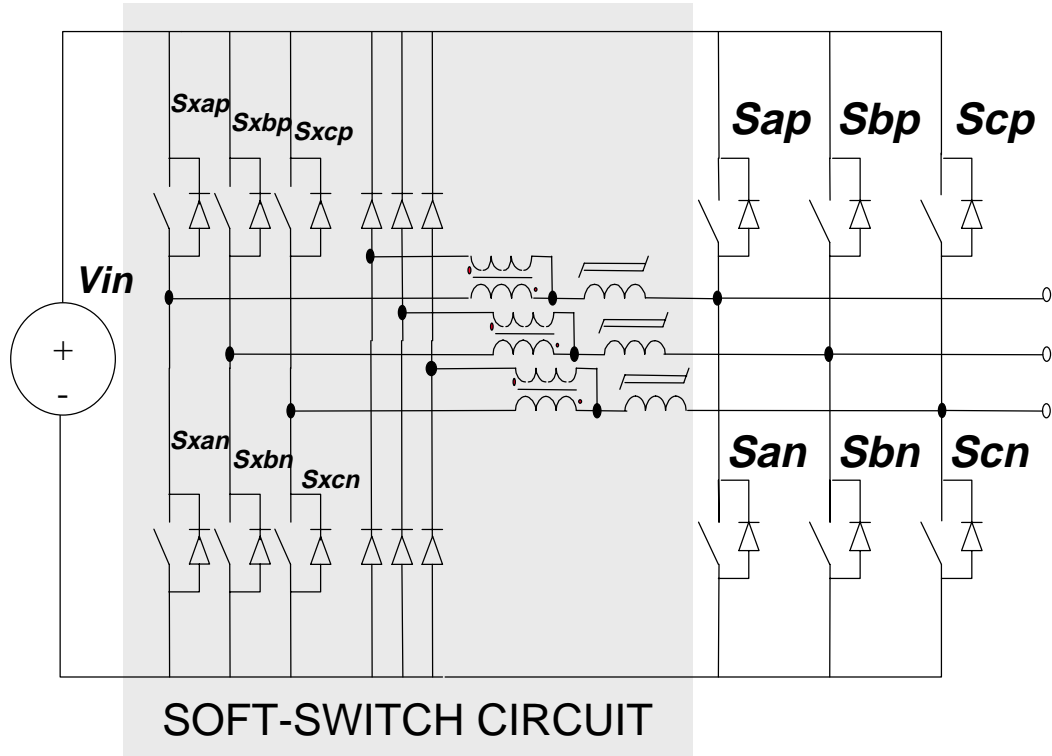 Sxap
Sxbp
Sxcp
Sap
Sbp
Scp
Vin
+
-
Sxan
Sxbn
Sxcn
San
Sbn
Scn
SOFT-SWITCH CIRCUIT